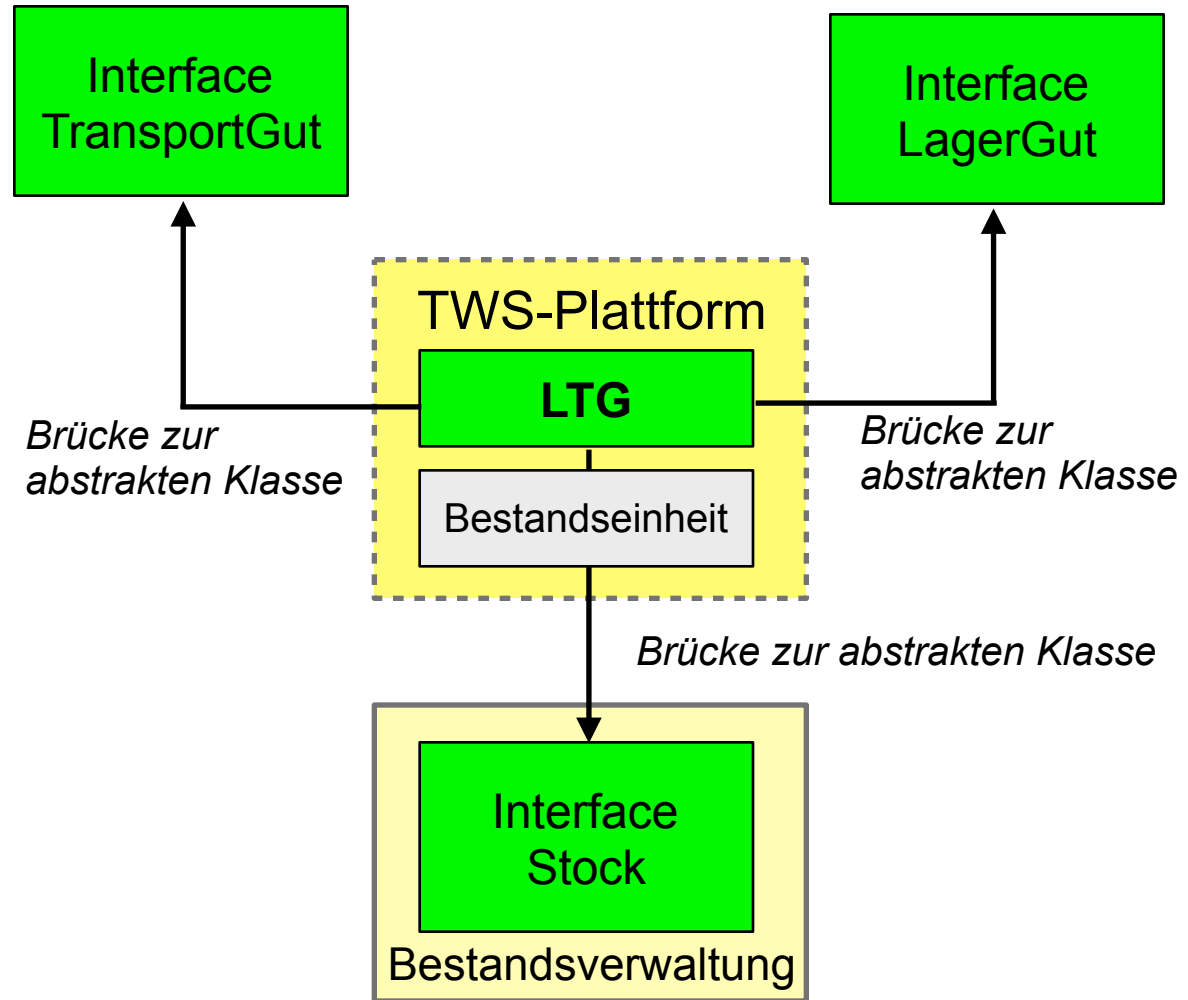 Interface
TransportGut
Interface
LagerGut
TWS-Plattform
LTG
Brücke zur
abstrakten Klasse
Brücke zur
abstrakten Klasse
Bestandseinheit
Brücke zur abstrakten Klasse
Interface
Stock
Bestandsverwaltung